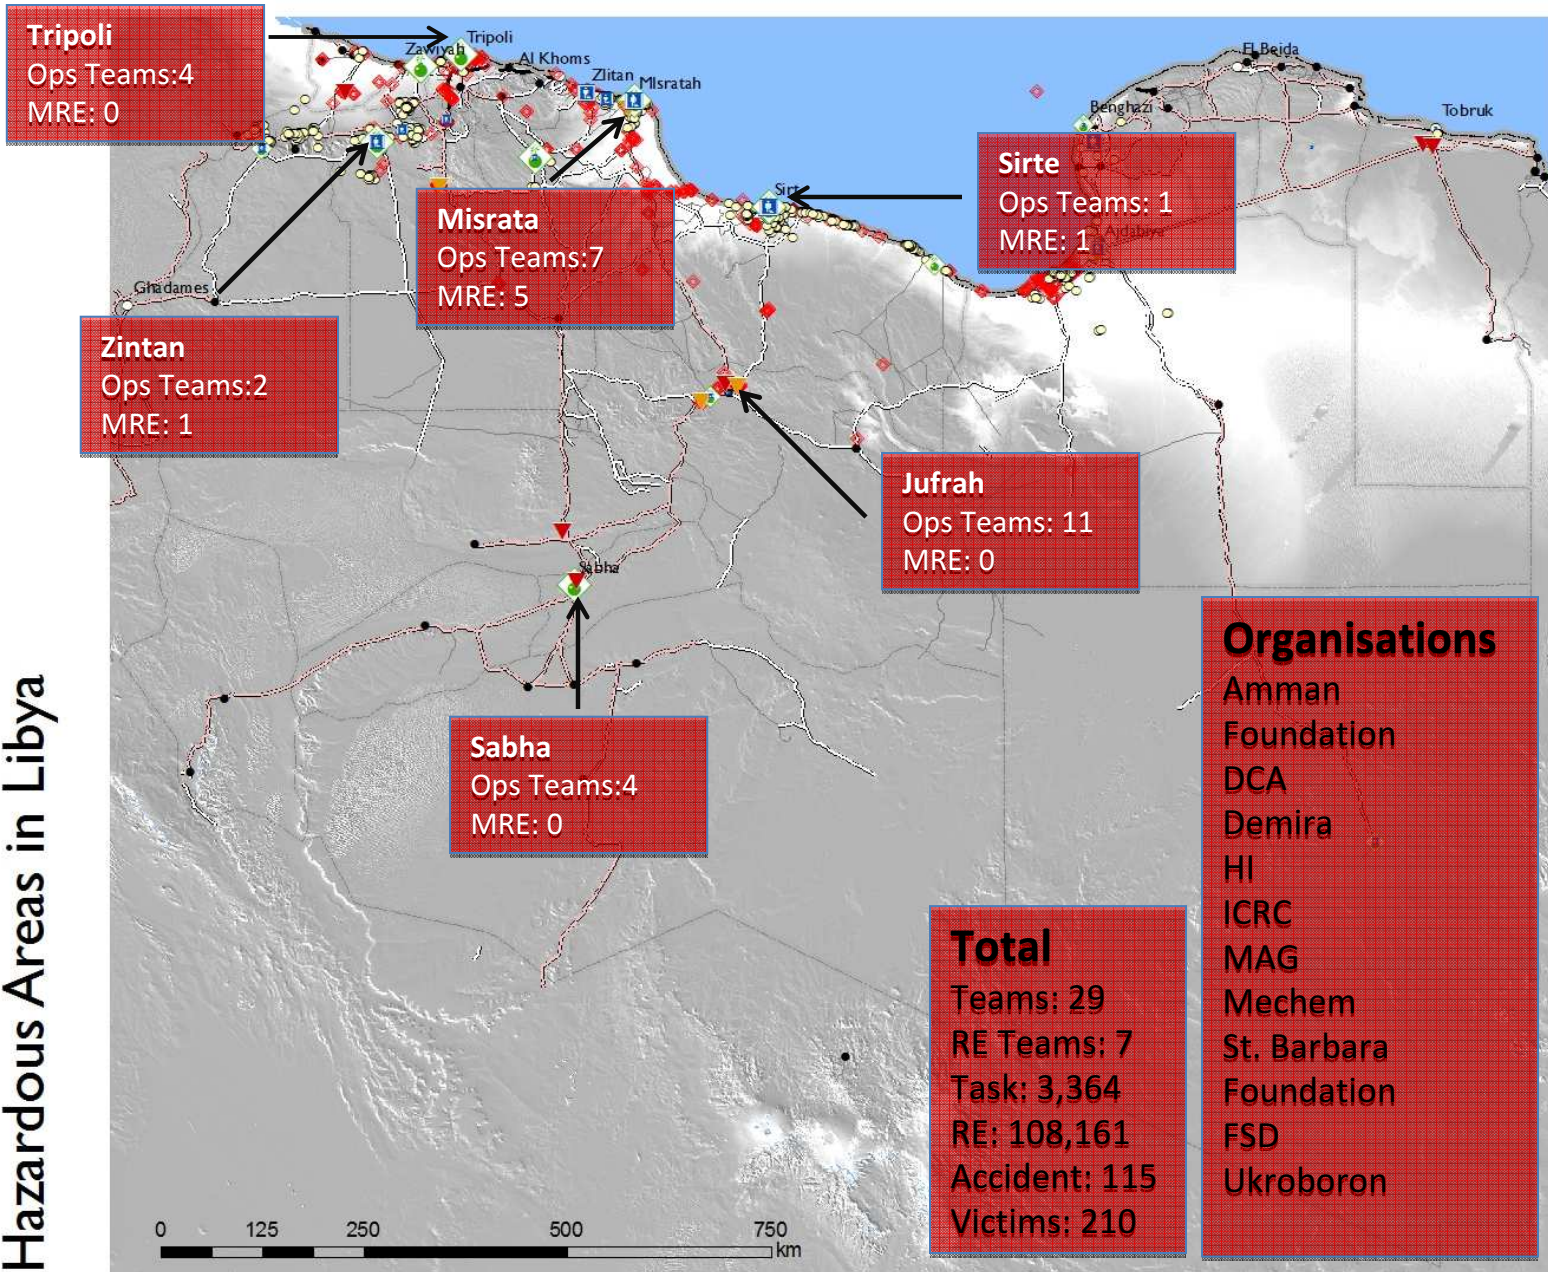 Hazardous Areas in Libya
Tripoli
Ops Teams:4
MRE: 0
Zawiyah
Tripoli
Al Khoms
Zlitan
MIsratah
El Beida
Benghazi
Tobruk
Sirte
Ops Teams: 1
MRE: 1
Ajdabiya
Sirt
Misrata
Ops Teams:7
MRE: 5
Ghadames
Zintan
Ops Teams:2
MRE: 1
Jufrah
Ops Teams: 11
MRE: 0
Sabha
Sabha
Ops Teams:4
MRE: 0
Organisations
Amman
Foundation
DCA
Demira
HI
ICRC
MAG
Mechem
St. Barbara
Foundation
FSD
Ukroboron
Total
Teams: 29
RE Teams: 7
Task: 3,364
RE: 108,161
Accident: 115
Victims: 210
0 125 250 500 750
km